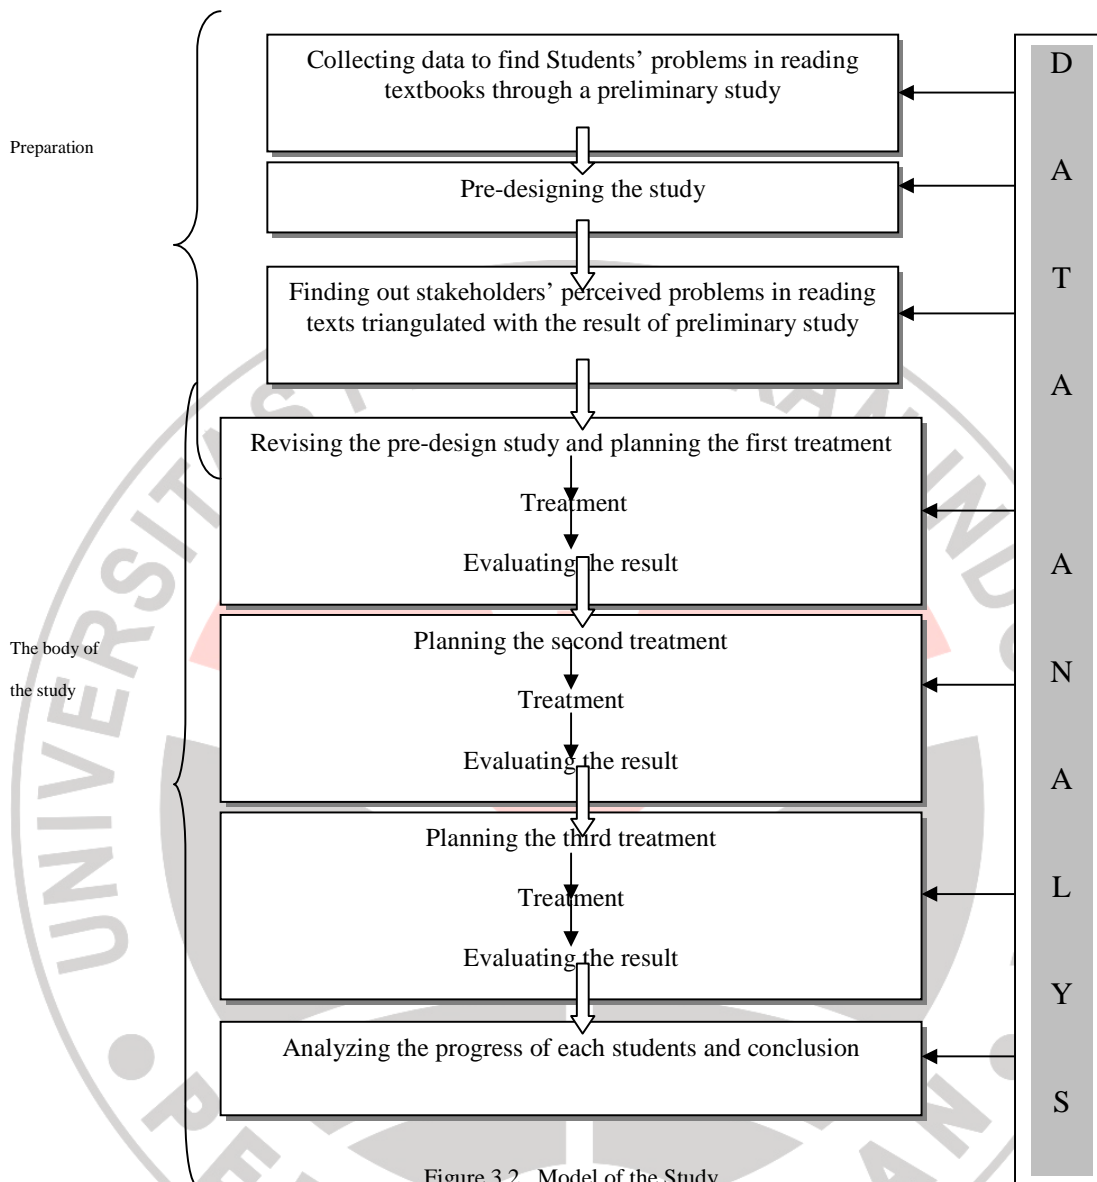 Preparation
Collecting data to find Students’ problems in reading
textbooks through a preliminary study
Pre-designing the study
Finding out stakeholders’ perceived problems in reading
texts triangulated with the result of preliminary study
Revising the pre-design study and planning the first treatment
Treatment
Evaluating the result
The body of
the study
Planning the second treatment
Treatment
Evaluating the result
Planning the third treatment
Treatment
Evaluating the result
Analyzing the progress of each students and conclusion
D
A
T
A
A
N
A
L
Y
S
Figure 3.2 Model of the Study